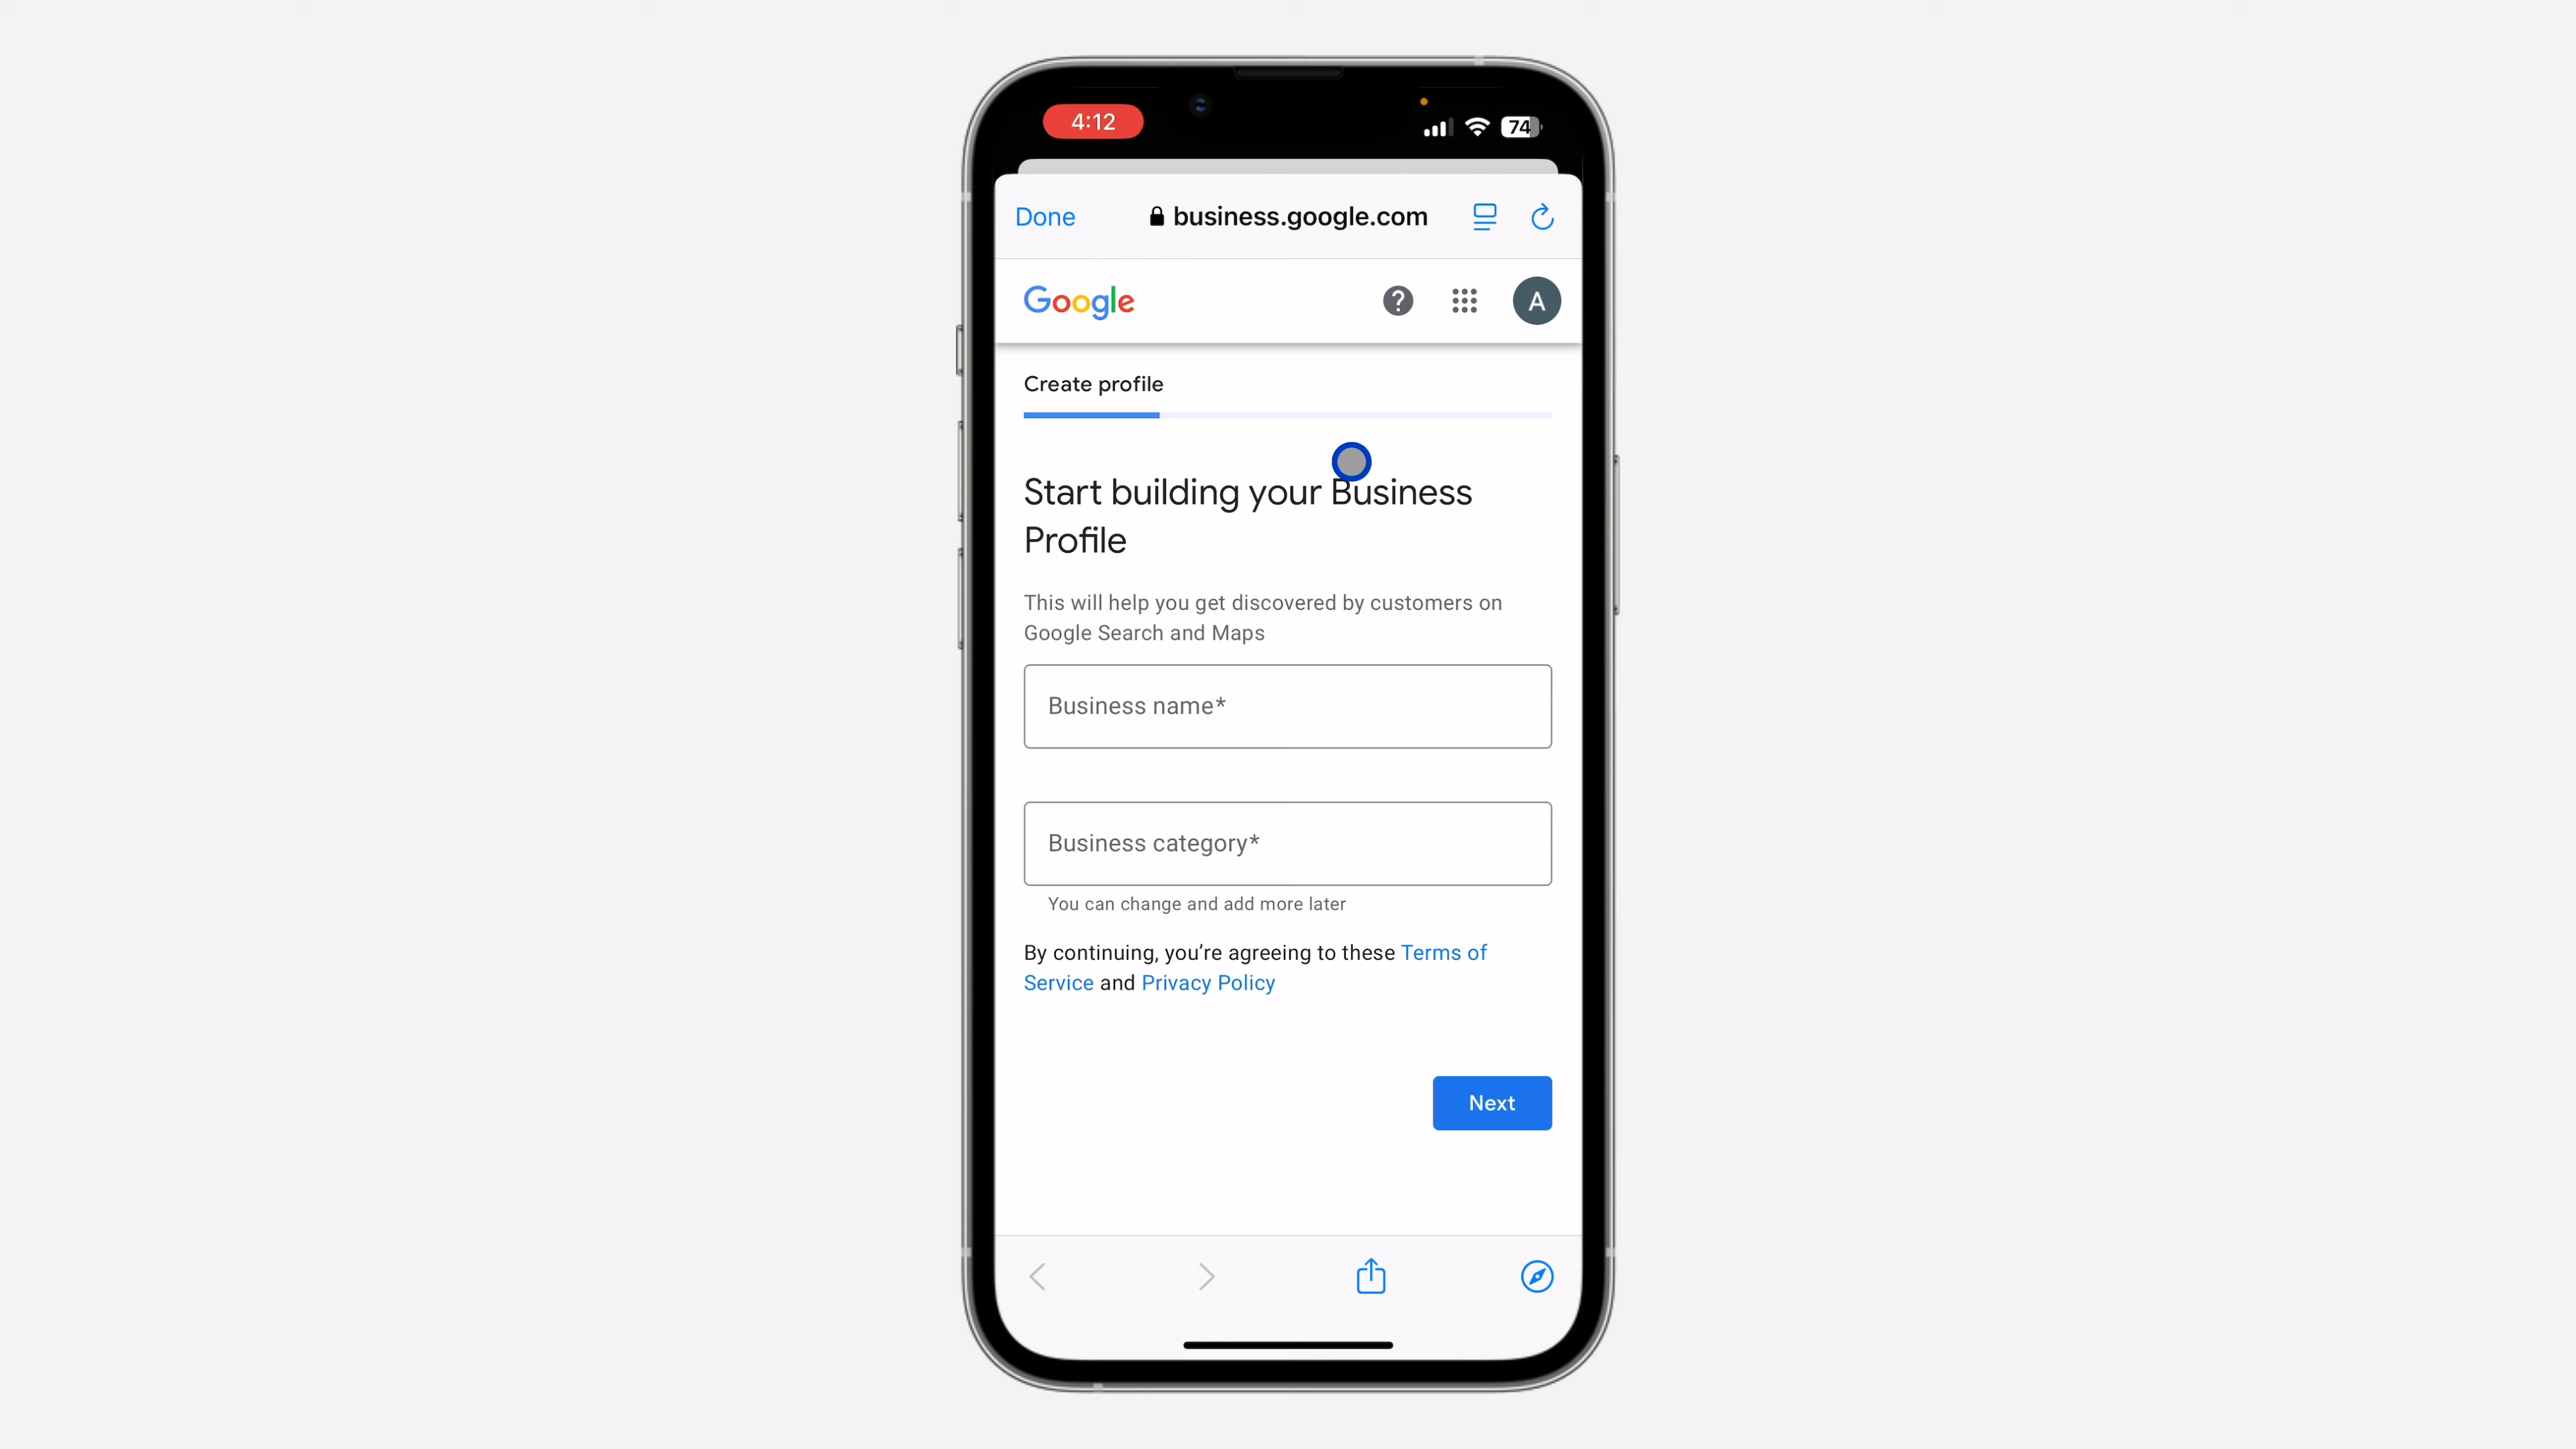 4:12
74
Done
business.google.com
Google
A
Create profile
Start building your Business
Profile
This will help you get discovered by customers on
Google Search and Maps
Business name*
Business category*
You can change and add more later
By continuing, you’re agreeing to these Terms of
Service and Privacy Policy
Next